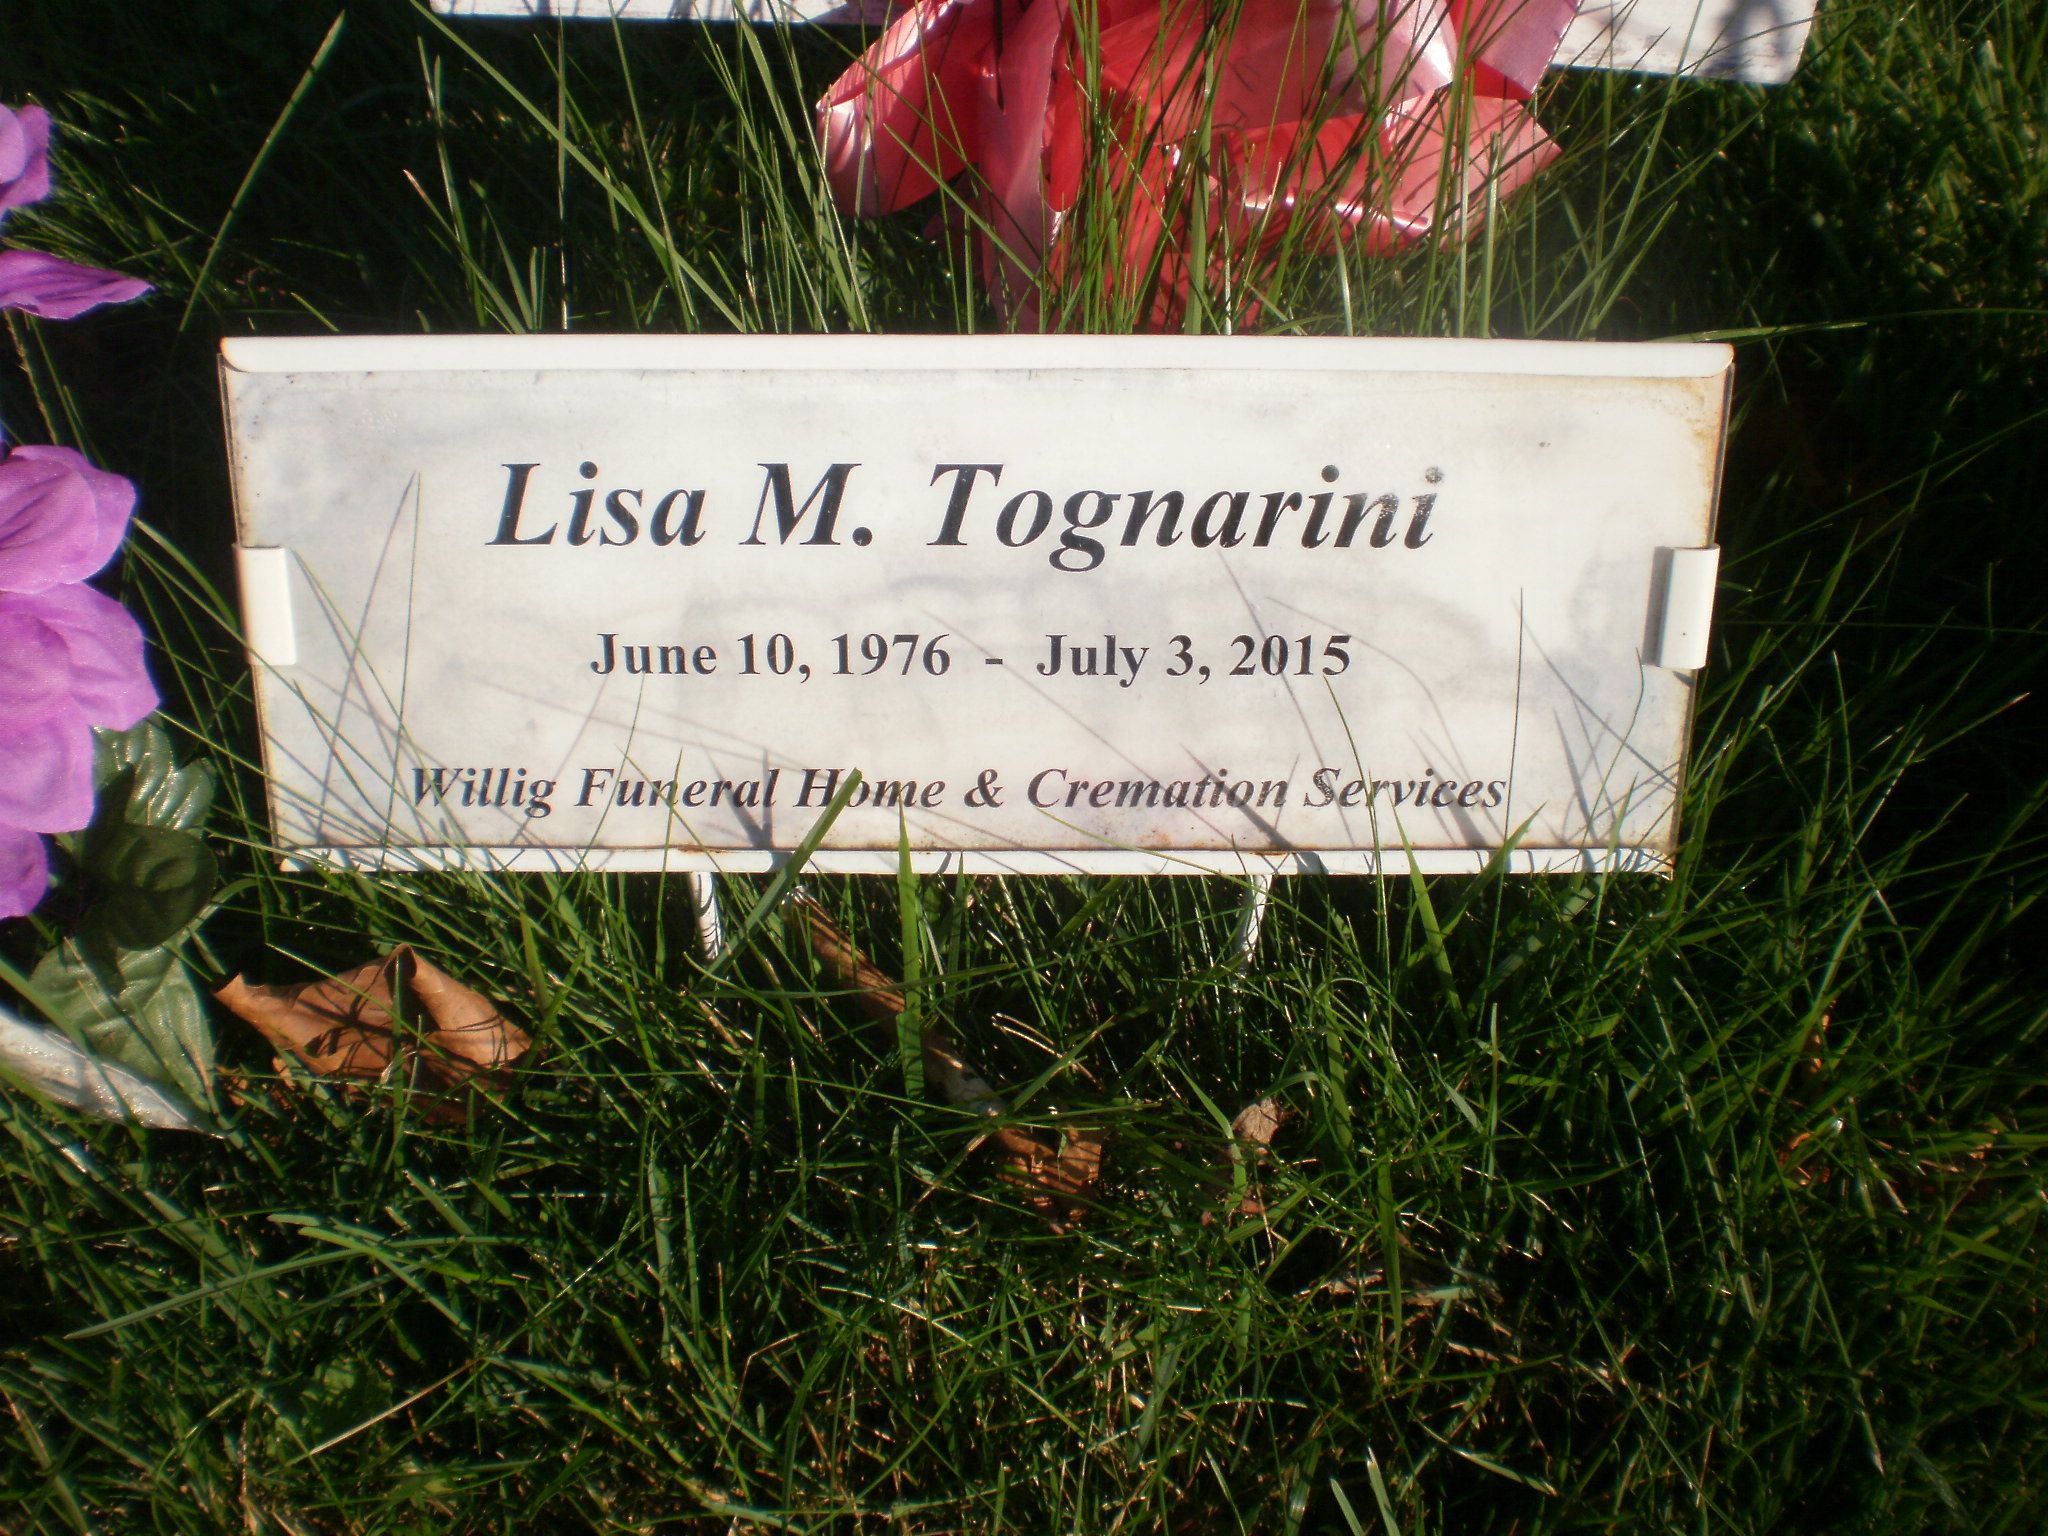 Lisa M. Tognarini
June 10, 1976 - July 3, 2015
Willig Funeral Home & Cremation Services